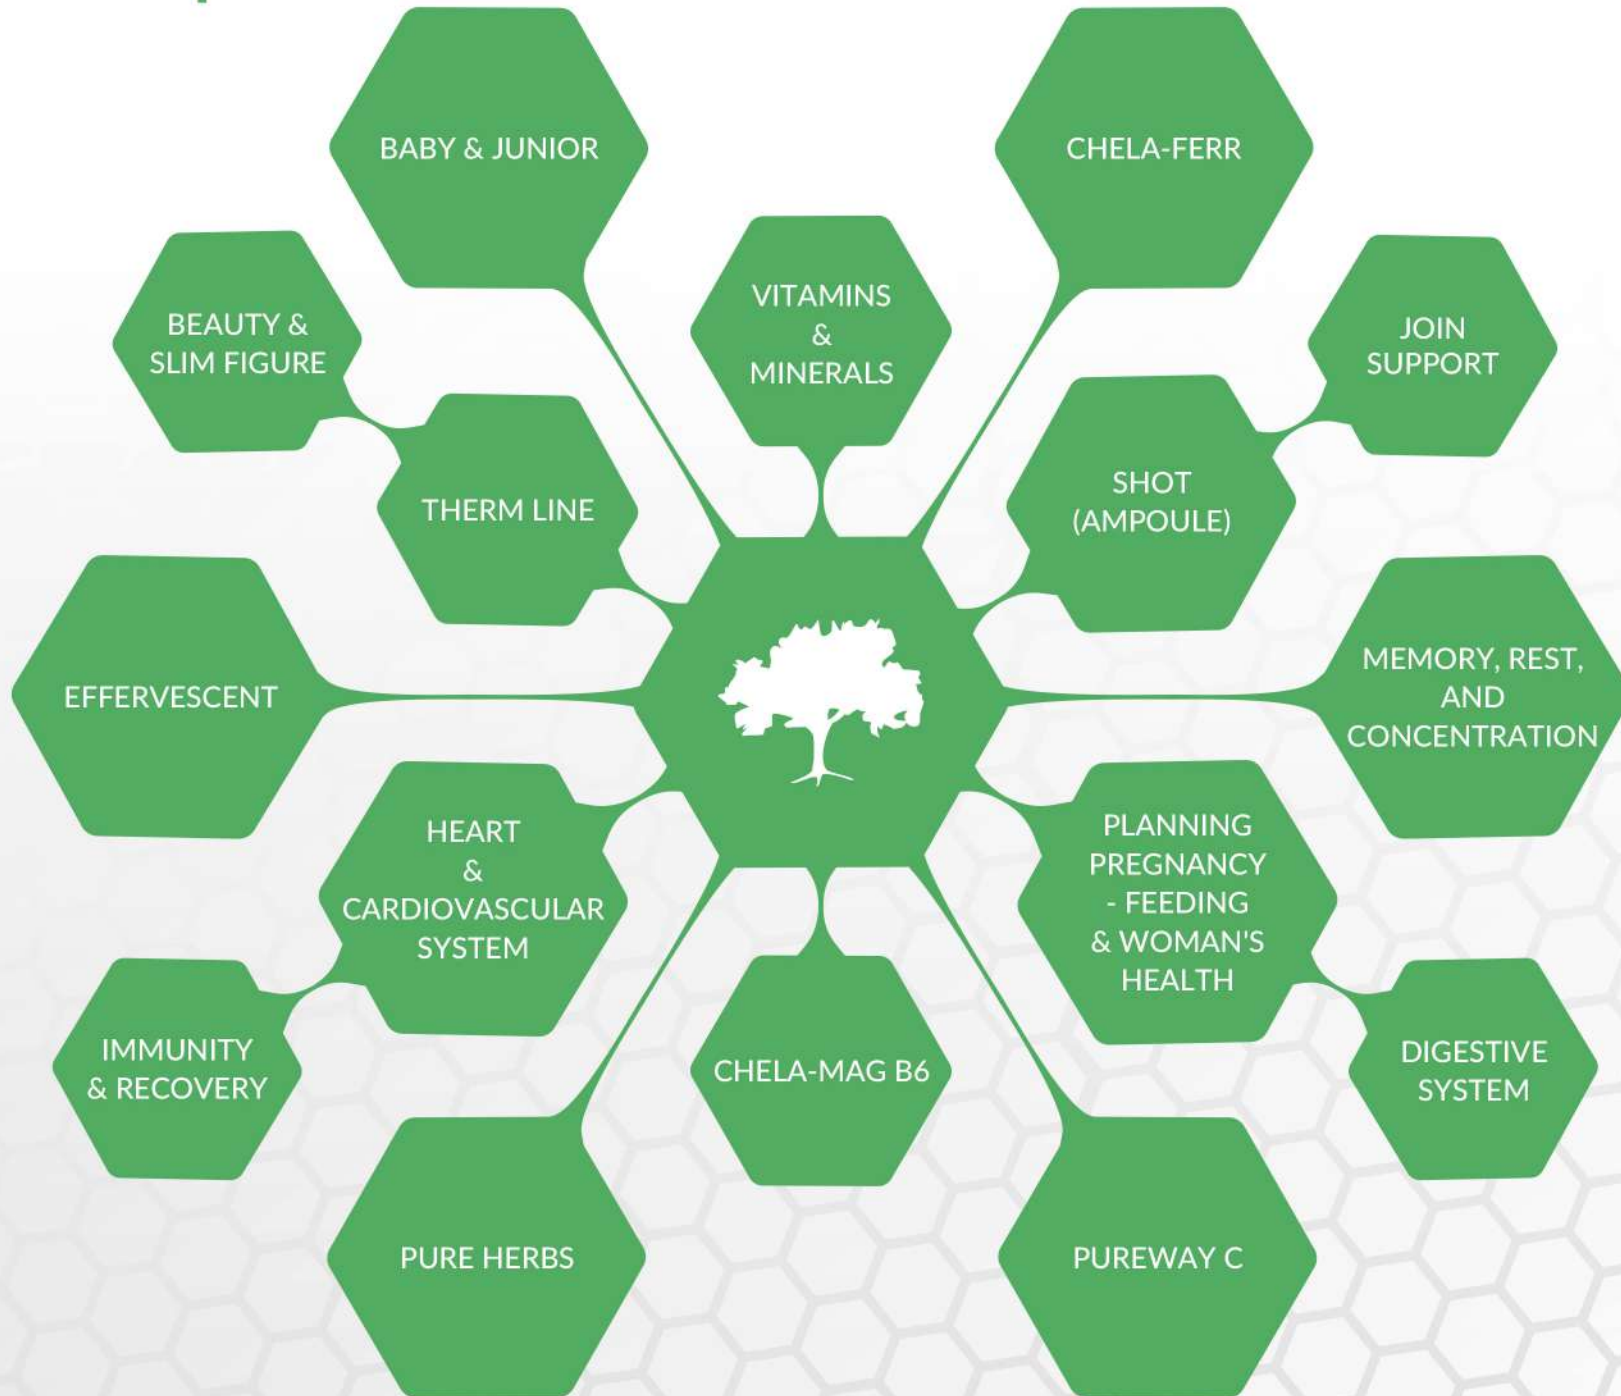 BABY & JUNIOR
CHELA-FERR
VITAMINS
&
MINERALS
BEAUTY &
SLIM FIGURE
JOIN
SUPPORT
THERM LINE
SHOT
(AMPOULE)
EFFERVESCENT
MEMORY, REST,
AND
CONCENTRATION
HEART
&
CARDIOVASCULAR
SYSTEM
PLANNING
PREGNANCY
- FEEDING
& WOMAN'S
HEALTH
IMMUNITY
& RECOVERY
CHELA-MAG B6
DIGESTIVE
SYSTEM
PURE HERBS
PUREWAY C